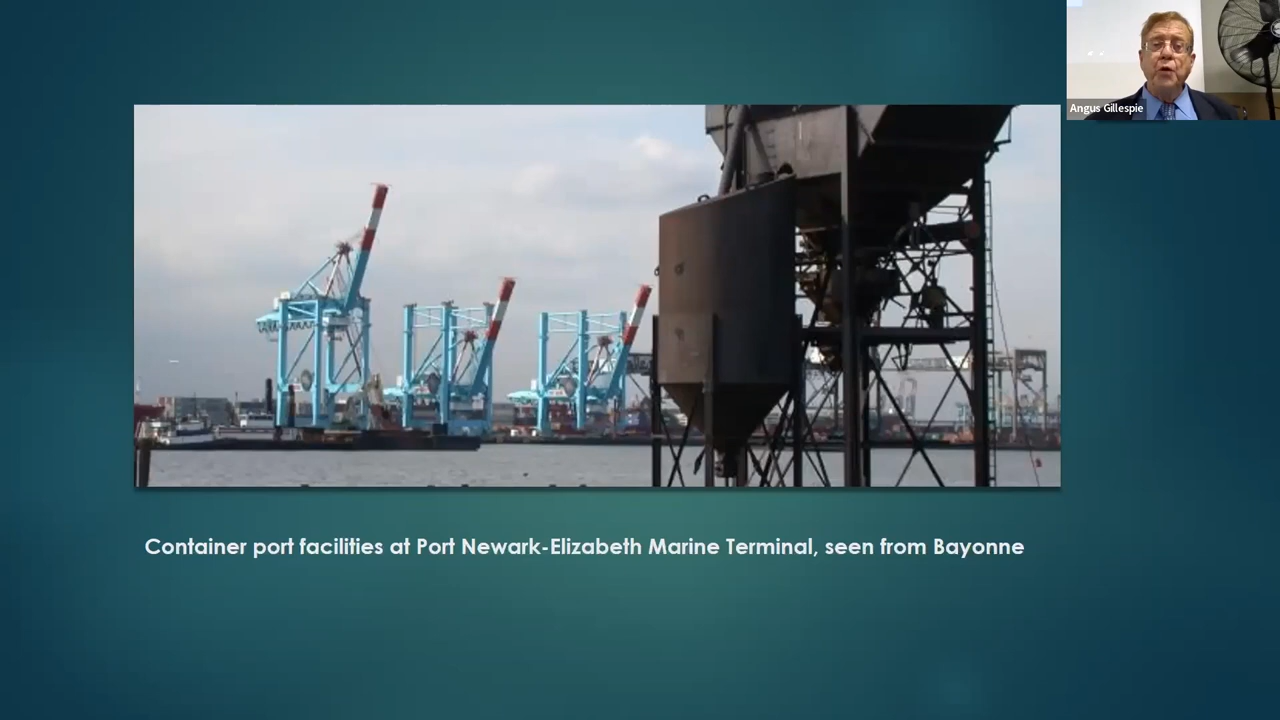 Angus Gillespie
Container port facilities at Port Newark-Elizabeth Marine Terminal, seen from Bayonne